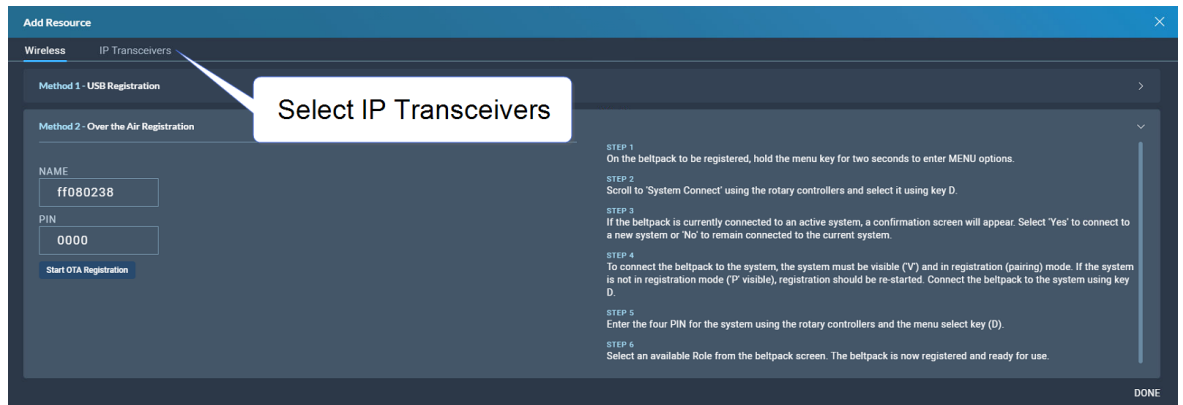 Add Resource
Wireless
IP Transceivers
Method 1 - USB Registration
Select IP Transceivers
Method 2 - Over the Air Registration
NAME
ff080238
PIN
0000
Start OTA Registration
STEP 1
On the beltpack to be registered, hold the menu key for two seconds to enter MENU options.
STEP 2
Scroll to 'System Connect' using the rotary controllers and select it using key D.
STEP 3
If the beltpack is currently connected to an active system, a confirmation screen will appear. Select 'Yes' to connect to
a new system or 'No' to remain connected to the current system.
STEP 4
To connect the beltpack to the system, the system must be visible ('V') and in registration (pairing) mode. If the system
is not in registration mode ('P' visible), registration should be re-started. Connect the beltpack to the system using key
D.
STEP 5
Enter the four PIN for the system using the rotary controllers and the menu select key (D).
STEP 6
Select an available Role from the beltpack screen. The beltpack is now registered and ready for use.
DONE